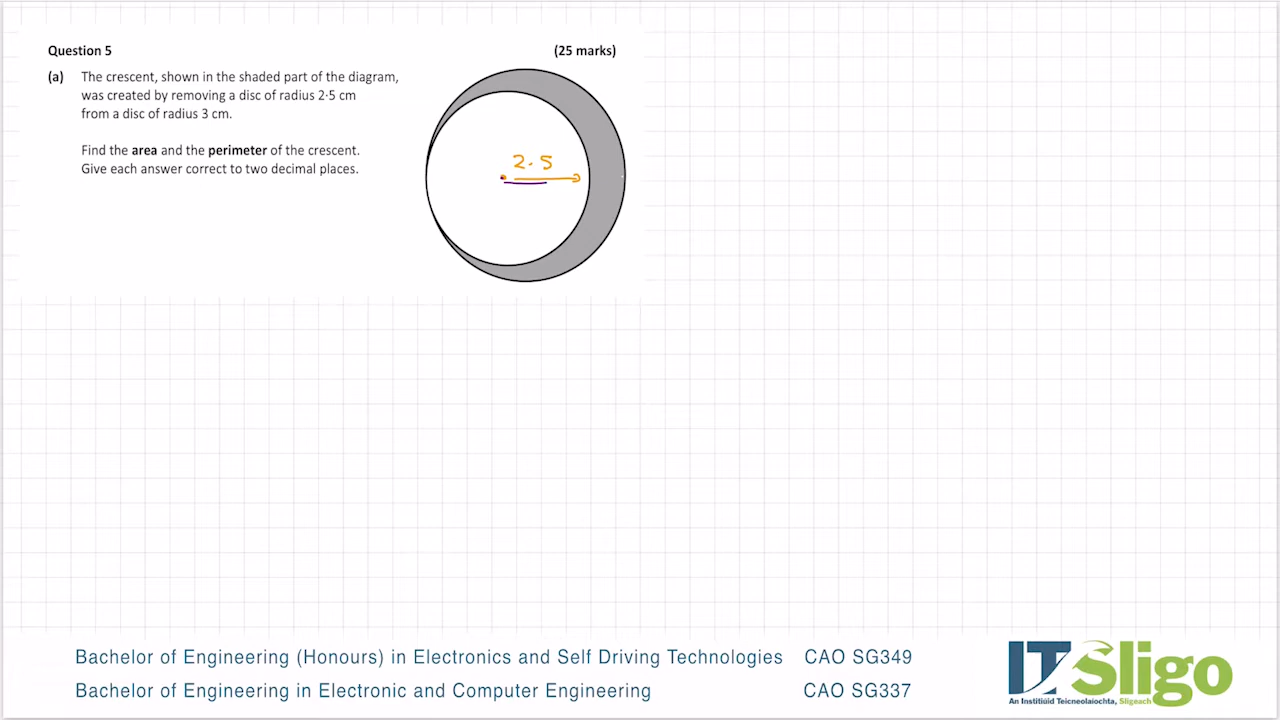 Question 5 (25 marks)
(a) The crescent, shown in the shaded part of the diagram,
was created by removing a disc of radius 2·5 cm
from a disc of radius 3 cm.
Find the area and the perimeter of the crescent.
Give each answer correct to two decimal places.
2.5
Bachelor of Engineering (Honours) in Electronics and Self Driving Technologies CAO SG349
Bachelor of Engineering in Electronic and Computer Engineering CAO SG337
IT Sligo
An Institiúid Teicneolaíochta, Sligeach